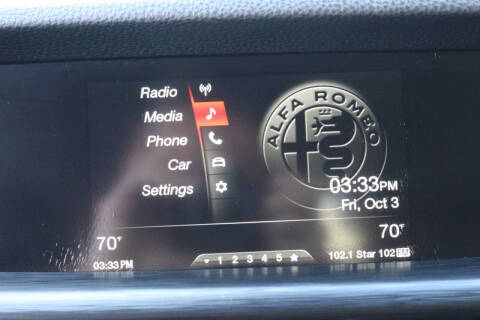 Radio
Media
Phone
Car
Settings
ALFA ROMEO
03:33PM
Fri, Oct 3
70°F
70°F
03:33 PM
1 2 3 4 5
102.1 Star 102 FM